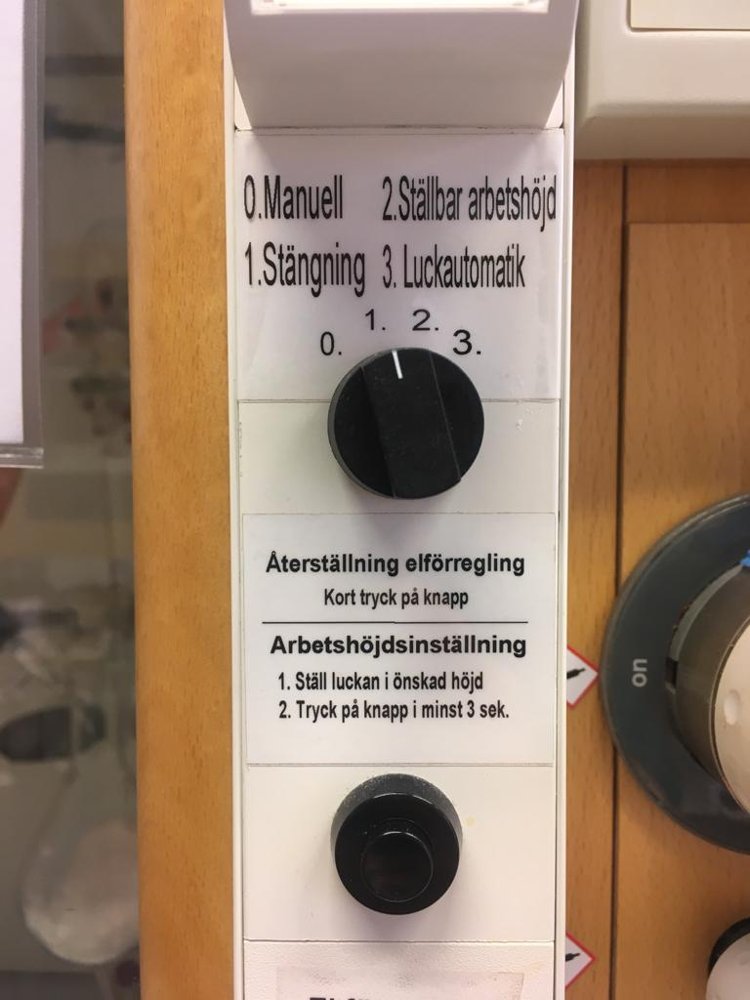 0.Manuell 2.Ställbar arbetshöjd
1.Stängning 3. Luckautomatik
0. 1. 2. 3.
Återställning elförregling
Kort tryck på knapp
Arbetshöjdsinställning
1. Ställ luckan i önskad höjd
2. Tryck på knapp i minst 3 sek.
on